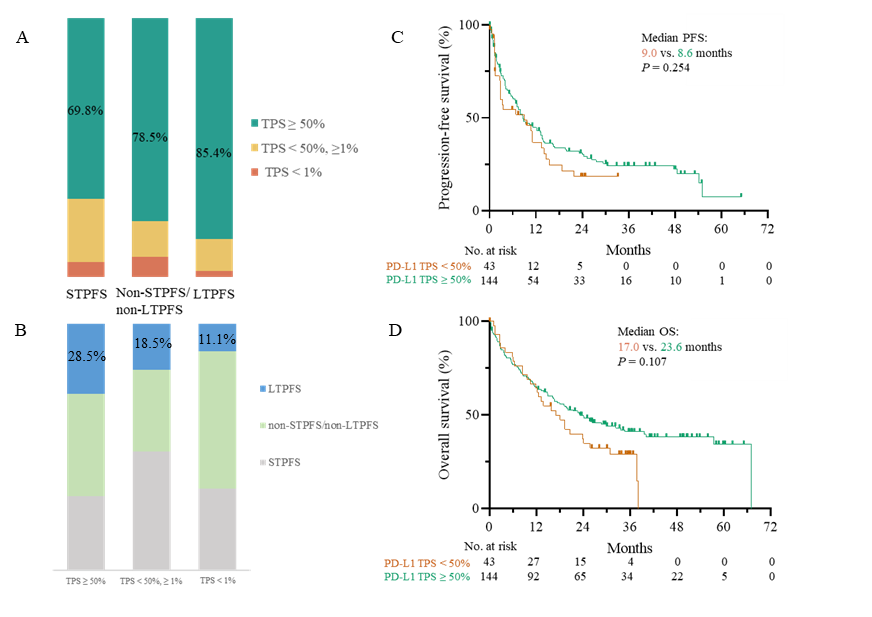 A
69.8%
78.5%
85.4%
TPS ≥ 50%
TPS < 50%, ≥1%
TPS < 1%
STPFS
Non-STPFS/
non-LTPFS
LTPFS
B
28.5%
18.5%
11.1%
LTPFS
non-STPFS/non-LTPFS
STPFS
TPS ≥ 50%
TPS < 50%, ≥ 1%
TPS < 1%
C
Progression-free survival (%)
100
50
0
Median PFS:
9.0 vs. 8.6 months
P = 0.254
0 12 24 36 48 60 72
No. at risk
Months
PD-L1 TPS < 50% 43 12 5 0 0 0 0
PD-L1 TPS ≥ 50% 144 54 33 16 10 1 0
D
Overall survival (%)
100
50
0
Median OS:
17.0 vs. 23.6 months
P = 0.107
0 12 24 36 48 60 72
No. at risk
Months
PD-L1 TPS < 50% 43 27 15 4 0 0 0
PD-L1 TPS ≥ 50% 144 92 65 34 22 5 0